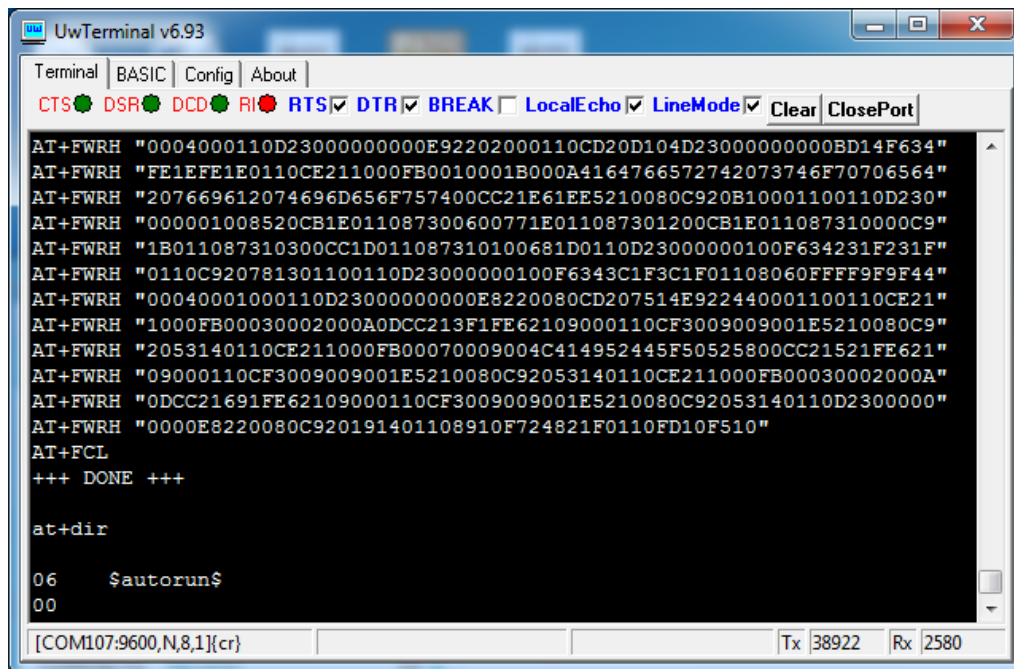 UwTerminal v6.93
Terminal BASIC Config About
CTS DSR DCD RI RTS DTR BREAK LocalEcho LineMode Clear ClosePort
AT+FWRH "0004000110D23000000000E92202000110CD20D104D23000000000BD14F634"
AT+FWRH "FE1EFE1E0110CE211000FB0010001B000A4164766572742073746F70706564"
AT+FWRH "207669612074696D656F757400CC21E61EE5210080C920B10001100110D230"
AT+FWRH "000001008520CB1E011087300600771E011087301200CB1E01108731 0000C9"
AT+FWRH "1B011087310300CC1D011087310100681D0110D23000000100F634231F231F"
AT+FWRH "0110C920781301100110D23000000100F6343C1F3C1F01108060FFFF9F9F44"
AT+FWRH "00040001000110D23000000000E8220080CD207514E922440001100110CE21"
AT+FWRH "1000FB00030002000A0DCC213F1FE62109000110CF3009009001E5210080C9"
AT+FWRH "2053140110CE211000FB00070009004C414952445F50525800CC21521FE621"
AT+FWRH "09000110CF3009009001E5210080C92053140110CE211000FB00030002000A"
AT+FWRH "0DCC21691FE62109000110CF3009009001E5210080C92053140110D2300000"
AT+FWRH "0000E8220080C920191401108910F724821F0110FD10F510"
AT+FCL
+++ DONE +++
at+dir
06 $autorun$
00
[COM107:9600,N,8,1]{cr} Tx 38922 Rx 2580